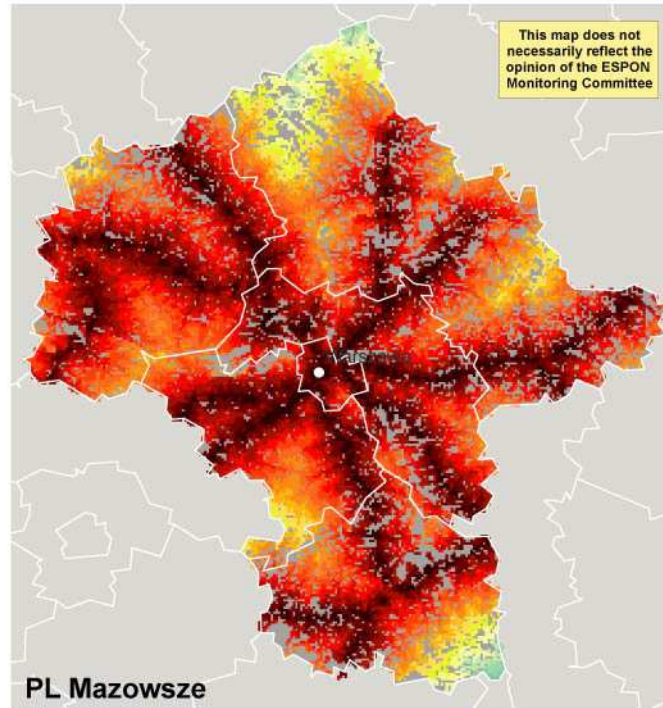 This map does not
necessarily reflect the
opinion of the ESPON
Monitoring Committee
PL Mazowsze